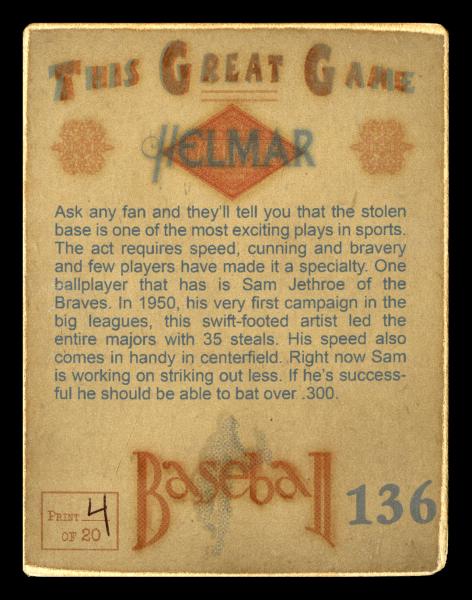 THIS GREAT GAME
HELMAR
Ask any fan and they'll tell you that the stolen
base is one of the most exciting plays in sports.
The act requires speed, cunning and bravery
and few players have made it a specialty. One
ballplayer that has is Sam Jethroe of the
Braves. In 1950, his very first campaign in the
big leagues, this swift-footed artist led the
entire majors with 35 steals. His speed also
comes in handy in centerfield. Right now Sam
is working on striking out less. If he's success-
ful he should be able to bat over .300.
Baseball
136
PRINT 4
OF 20